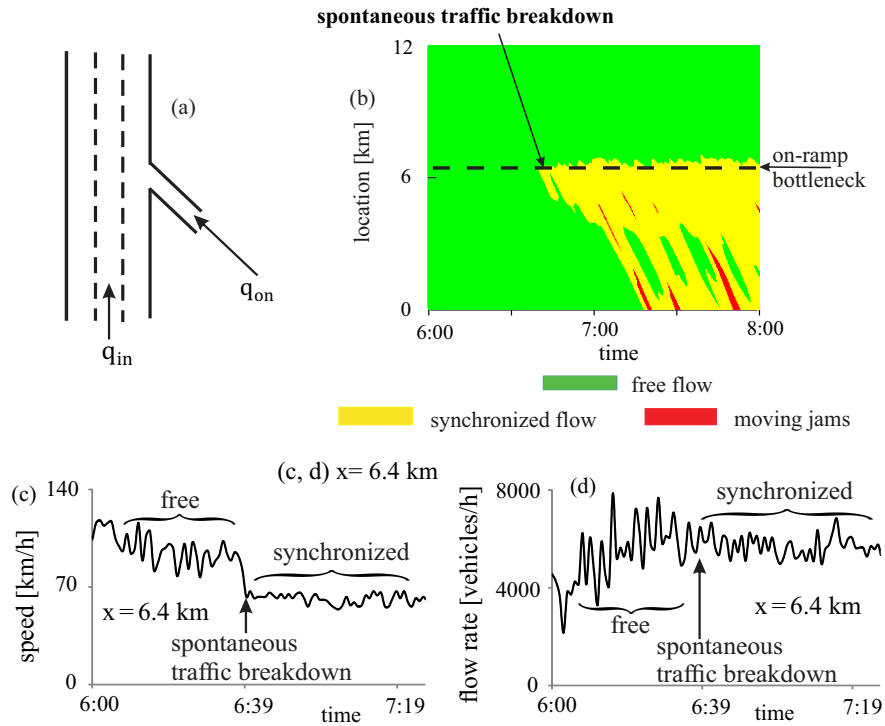 spontaneous traffic breakdown
(a)
q_on
q_in
(b)
location [km]
12
6
0
6:00
7:00
8:00
time
on-ramp
bottleneck
free flow
synchronized flow
moving jams
(c, d) x= 6.4 km
(c)
speed [km/h]
140
70
0
free
synchronized
x = 6.4 km
spontaneous
traffic breakdown
6:00
6:39
7:19
time
(d)
flow rate [vehicles/h]
8000
4000
0
synchronized
free
x = 6.4 km
spontaneous
traffic breakdown
6:00
6:39
7:19
time